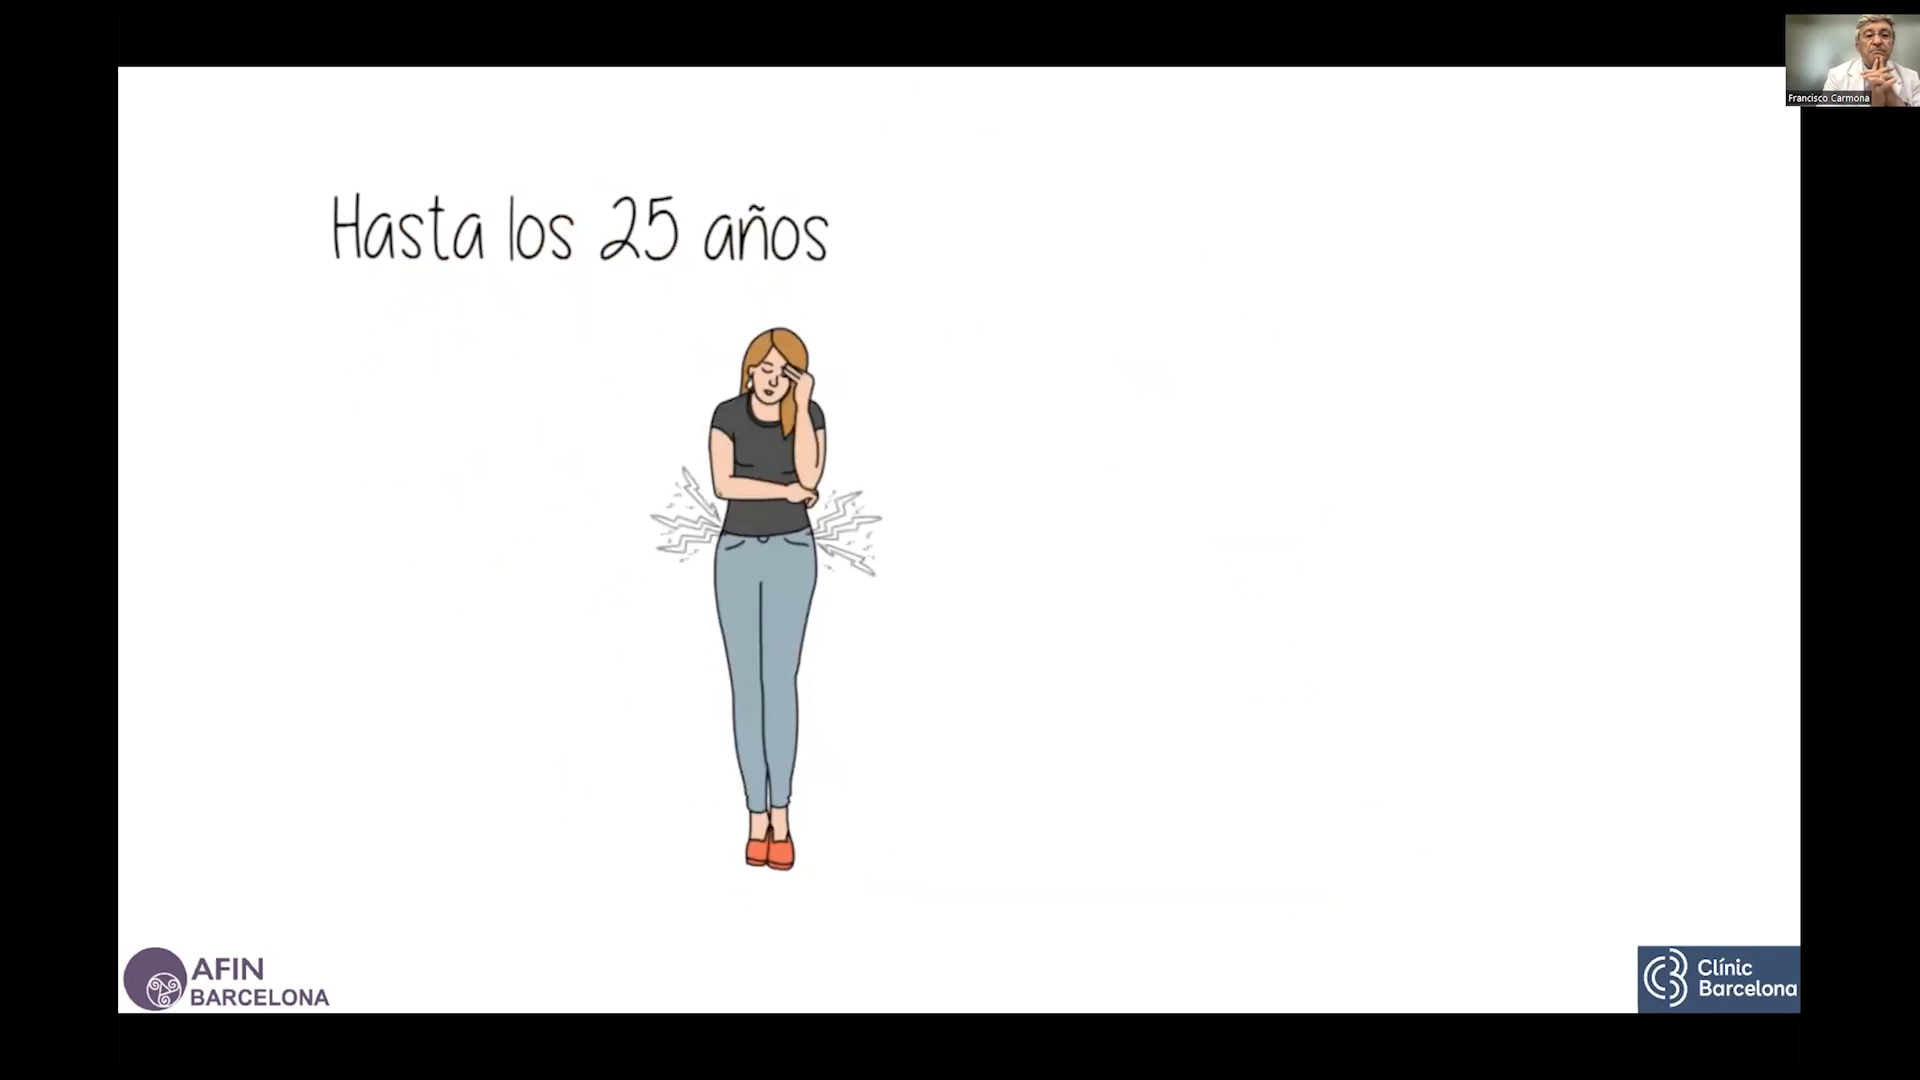 Francisco Carmona
Hasta los 25 años
AFIN
BARCELONA
Clínic
Barcelona